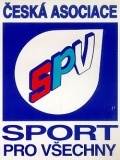 ČESKÁ ASOCIACE
SPV
SPORT
PRO VŠECHNY